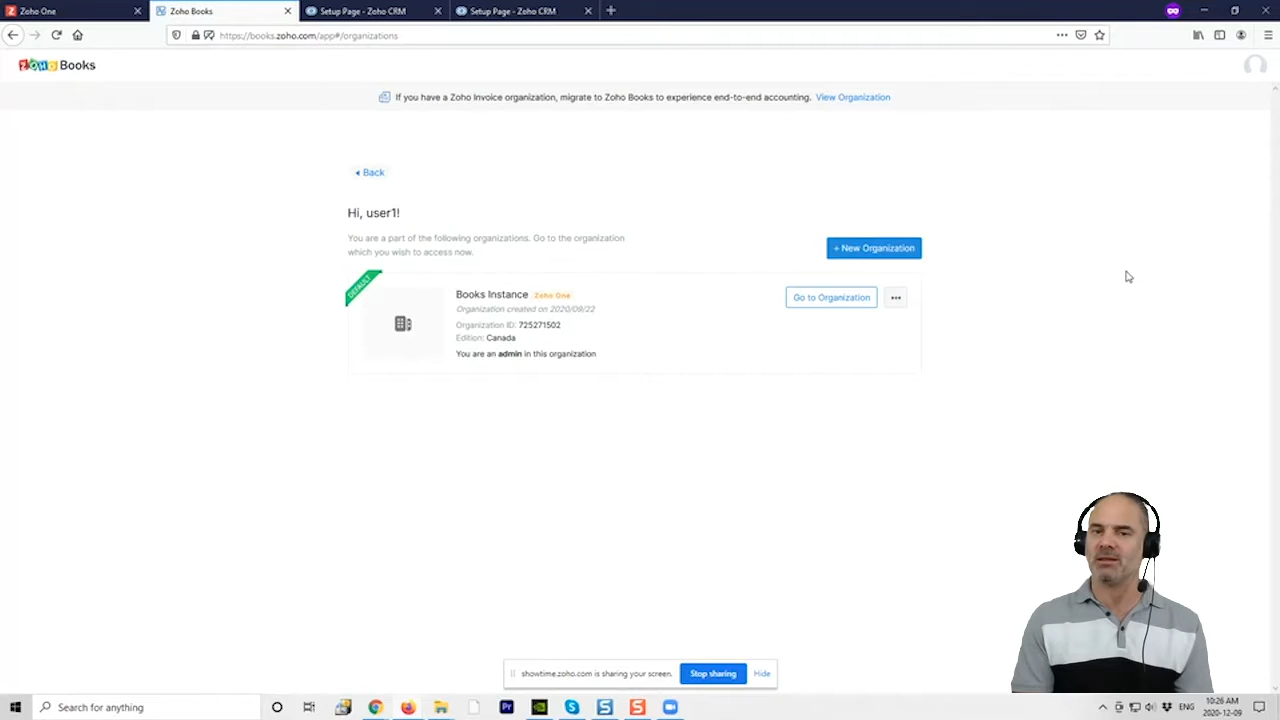 Zoho One
Zoho Books
Setup Page - Zoho CRM
Setup Page - Zoho CRM
https://books.zoho.com/app#/organizations
ZOHO Books
If you have a Zoho Invoice organization, migrate to Zoho Books to experience end-to-end accounting. View Organization
Back
Hi, user1!
You are a part of the following organizations. Go to the organization
which you wish to access now.
+ New Organization
DEFAULT
Books Instance Zoho One
Organization created on 2020/09/22
Organization ID: 725271502
Edition: Canada
You are an admin in this organization
Go to Organization
showtime.zoho.com is sharing your screen.
Stop sharing
Hide
Search for anything
ENG
10:26 AM
2020-12-09